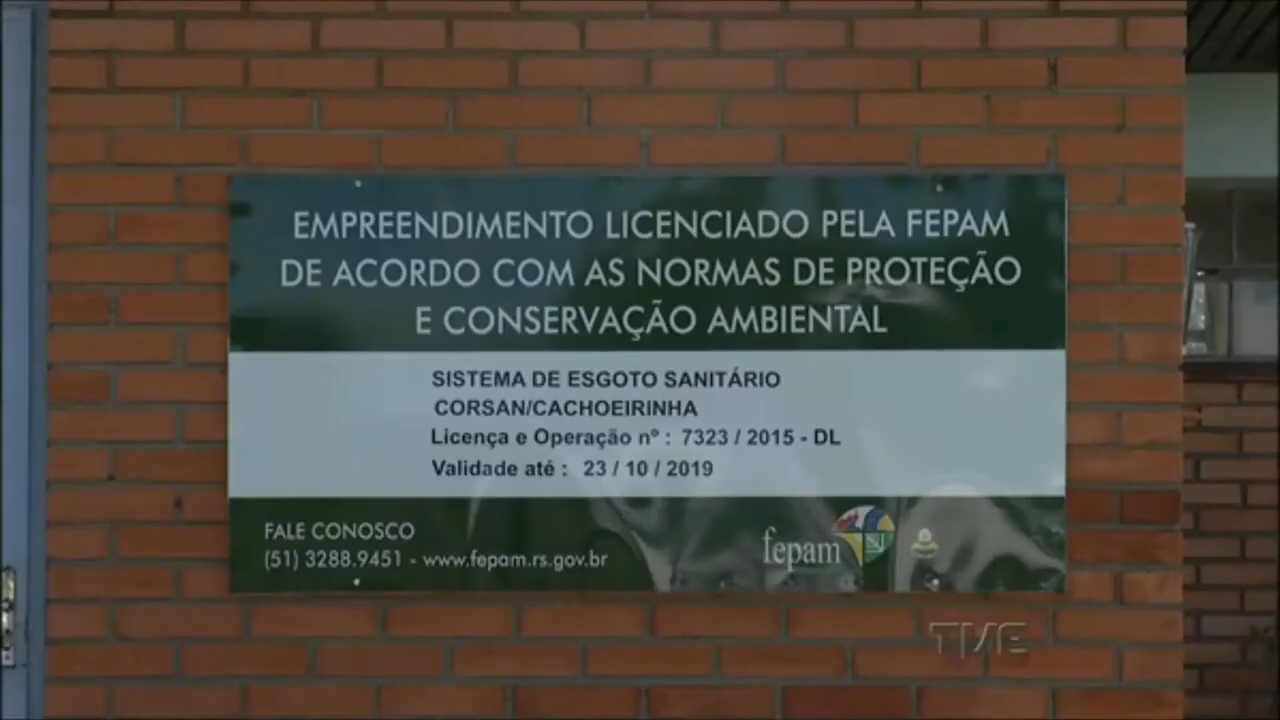 EMPREENDIMENTO LICENCIADO PELA FEPAM
DE ACORDO COM AS NORMAS DE PROTEÇÃO
E CONSERVAÇÃO AMBIENTAL
SISTEMA DE ESGOTO SANITÁRIO
CORSAN/CACHOEIRINHA
Licença e Operação nº : 7323 / 2015 - DL
Validade até : 23 / 10 / 2019
FALE CONOSCO
(51) 3288.9451 - www.fepam.rs.gov.br
fepam
TVE